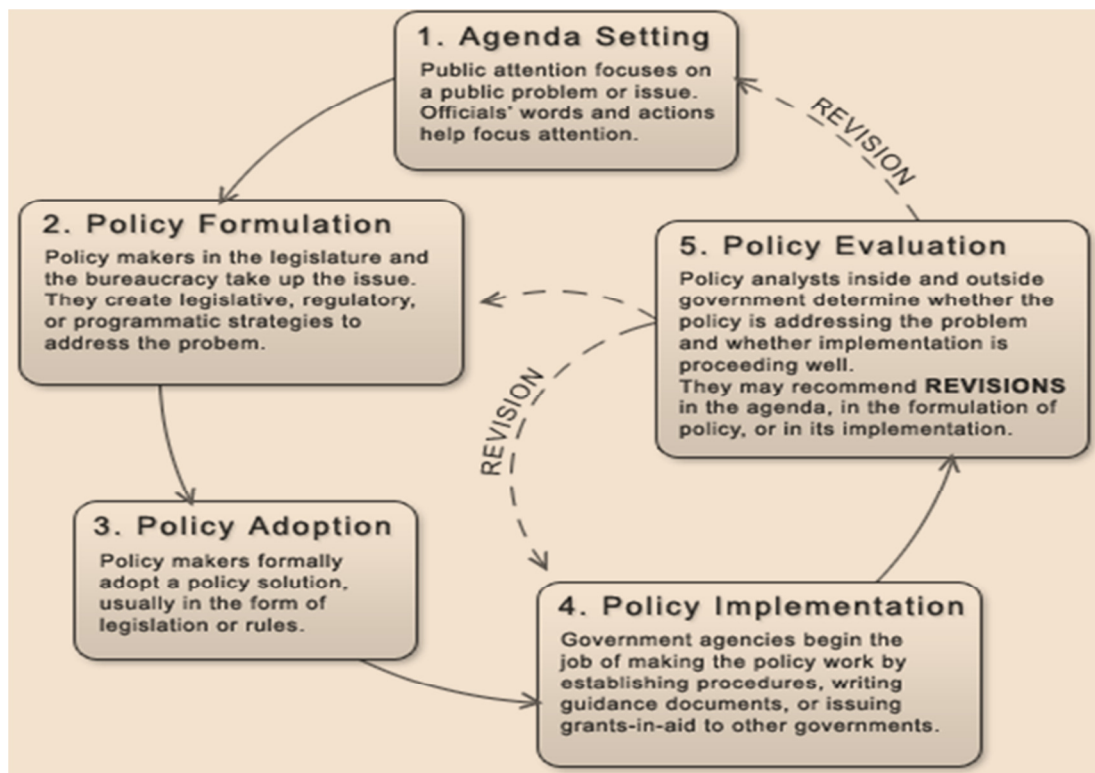 1. Agenda Setting
Public attention focuses on
a public problem or issue.
Officials' words and actions
help focus attention.
REVISION
2. Policy Formulation
Policy makers in the legislature and
the bureaucracy take up the issue.
They create legislative, regulatory,
or programmatic strategies to
address the probem.
5. Policy Evaluation
Policy analysts inside and outside
government determine whether the
policy is addressing the problem
and whether implementation is
proceeding well.
They may recommend REVISIONS
in the agenda, in the formulation of
policy, or in its implementation.
REVISION
3. Policy Adoption
Policy makers formally
adopt a policy solution,
usually in the form of
legislation or rules.
4. Policy Implementation
Government agencies begin the
job of making the policy work by
establishing procedures, writing
guidance documents, or issuing
grants-in-aid to other governments.